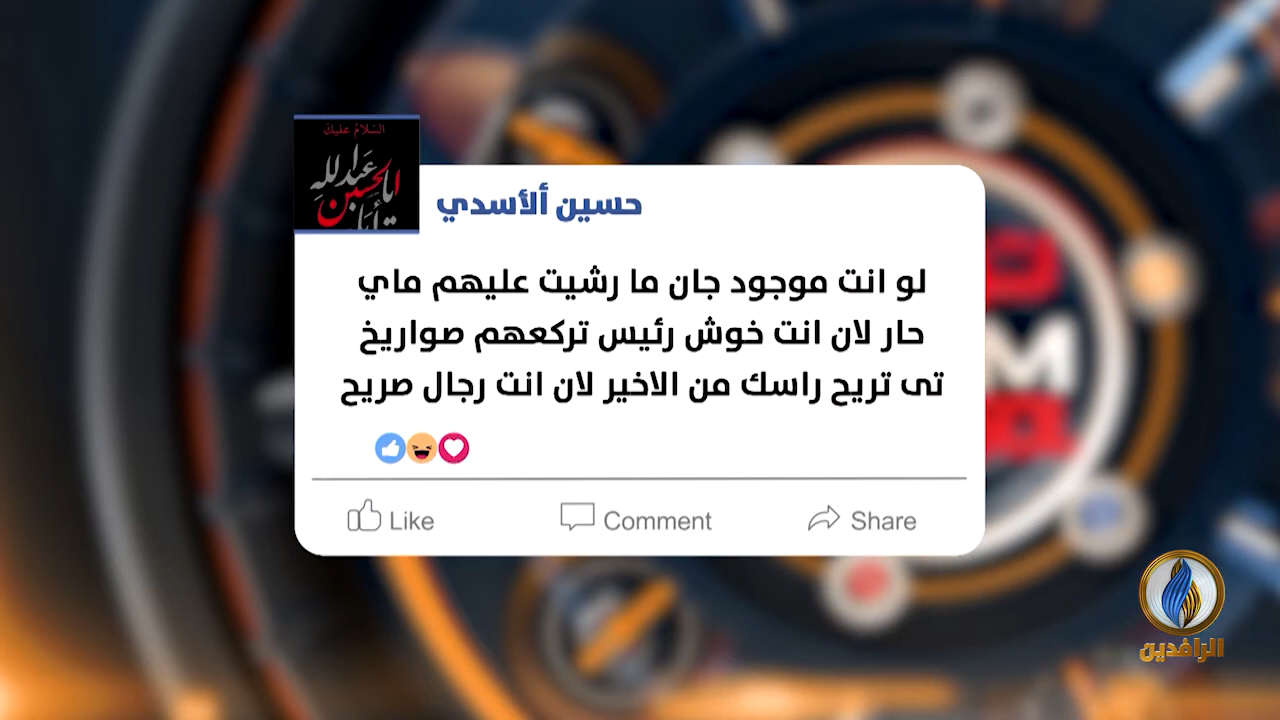 السلام عليك
يا أبا
عبدالله
الحسين
حسين ألأسدي
لو انت موجود جان ما رشيت عليهم ماي
حار لان انت خوش رئيس تركعهم صواريخ
تى تريح راسك من الاخير لان انت رجال صريح
Like
Comment
Share
الرافدين